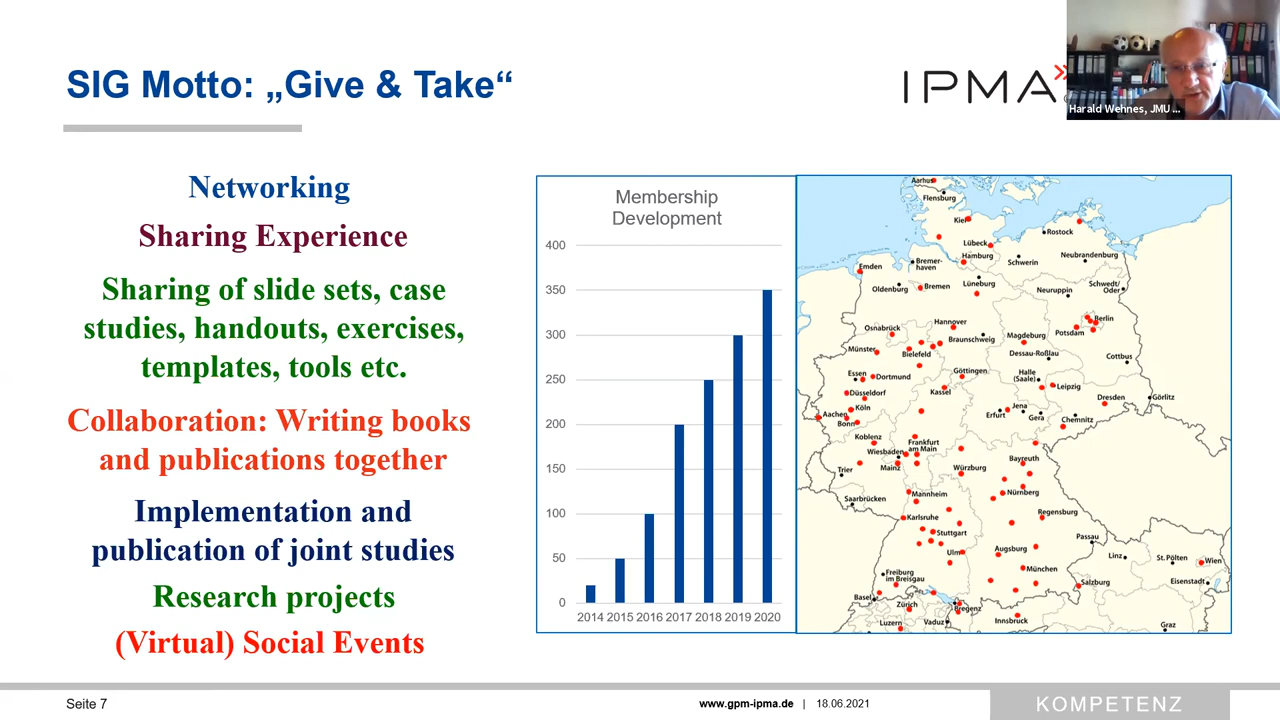 SIG Motto: „Give & Take“
IPMA
Harald Wehnes, JMU ...
Networking
Sharing Experience
Sharing of slide sets, case
studies, handouts, exercises,
templates, tools etc.
Collaboration: Writing books
and publications together
Implementation and
publication of joint studies
Research projects
(Virtual) Social Events
Membership
Development
400
350
300
250
200
150
100
50
0
2014 2015 2016 2017 2018 2019 2020
Aarhus
Flensburg
Kiel
Rostock
Lübeck
Hamburg
Schwerin
Neubrandenburg
Emden
Bremer-
haven
Oldenburg
Bremen
Lüneburg
Neuruppin
Schwedt/
Oder
Berlin
Potsdam
Osnabrück
Hannover
Braunschweig
Magdeburg
Münster
Bielefeld
Dessau-Roßlau
Cottbus
Essen
Dortmund
Göttingen
Halle
(Saale)
Leipzig
Düsseldorf
Kassel
Dresden
Görlitz
Köln
Aachen
Bonn
Erfurt
Jena
Gera
Chemnitz
Koblenz
Frankfurt
am Main
Wiesbaden
Mainz
Bayreuth
Trier
Würzburg
Saarbrücken
Mannheim
Nürnberg
Karlsruhe
Regensburg
Stuttgart
Passau
Ulm
Augsburg
Linz
St.Pölten
Wien
Freiburg
im Breisgau
München
Salzburg
Eisenstadt
Basel
Zürich
Bregenz
Luzern
Vaduz
Innsbruck
Graz
Seite 7
www.gpm-ipma.de | 18.06.2021
KOMPETENZ